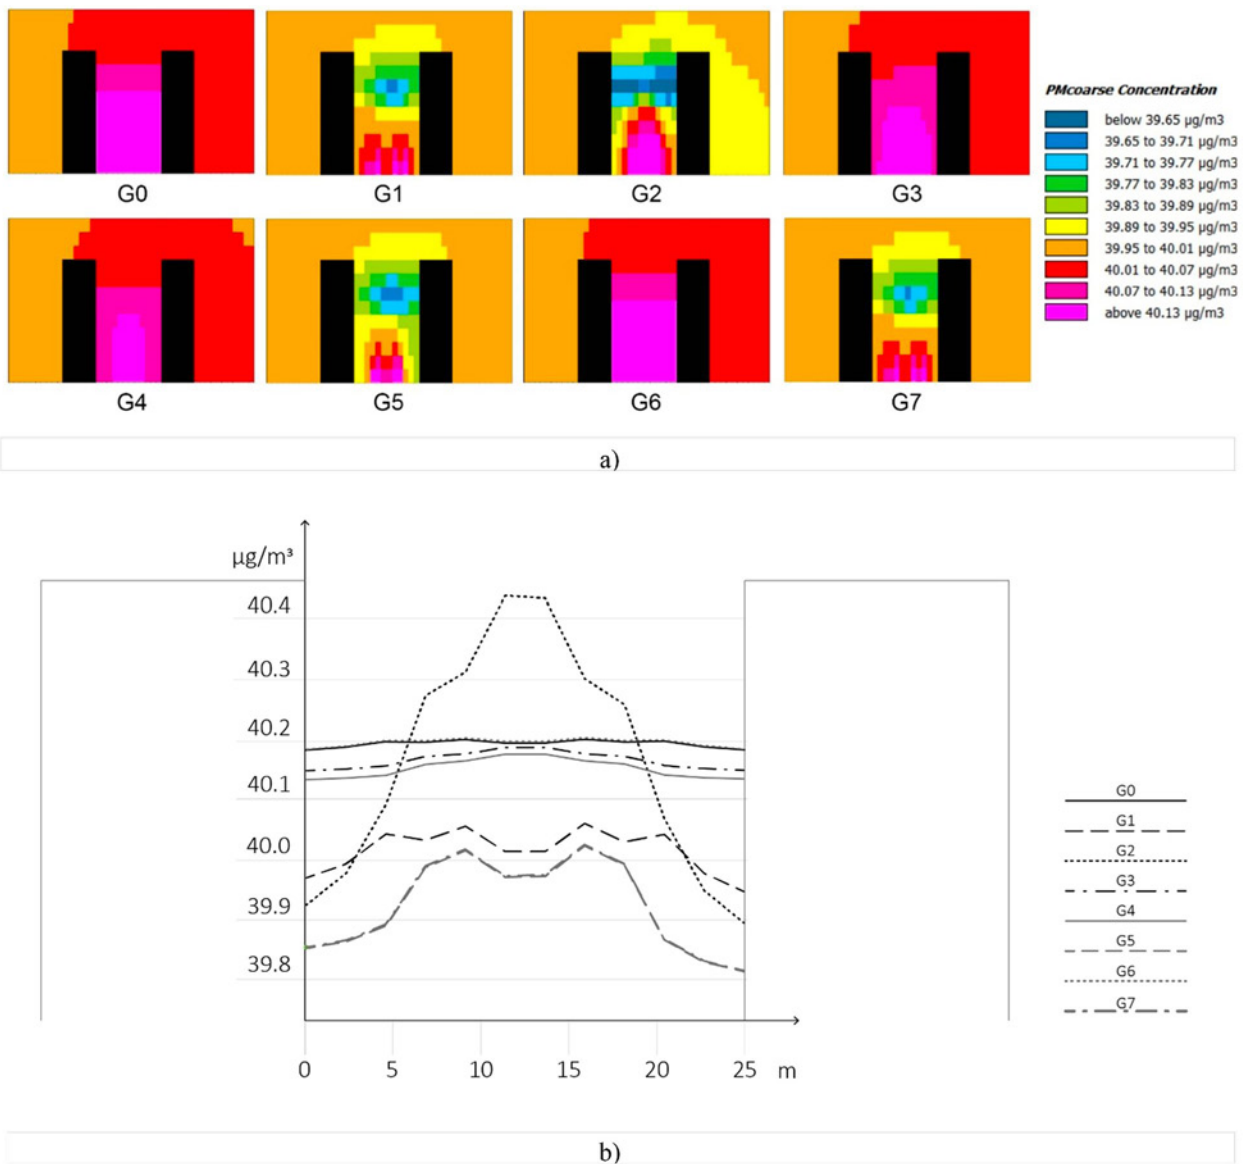 PMcoarse Concentration
below 39.65 µg/m3
39.65 to 39.71 µg/m3
39.71 to 39.77 µg/m3
39.77 to 39.83 µg/m3
39.83 to 39.89 µg/m3
39.89 to 39.95 µg/m3
39.95 to 40.01 µg/m3
40.01 to 40.07 µg/m3
40.07 to 40.13 µg/m3
above 40.13 µg/m3
G0 G1 G2 G3
G4 G5 G6 G7
a)
µg/m³
40.4
40.3
40.2
40.1
40.0
39.9
39.8
0 5 10 15 20 25 m
G0
G1
G2
G3
G4
G5
G6
G7
b)